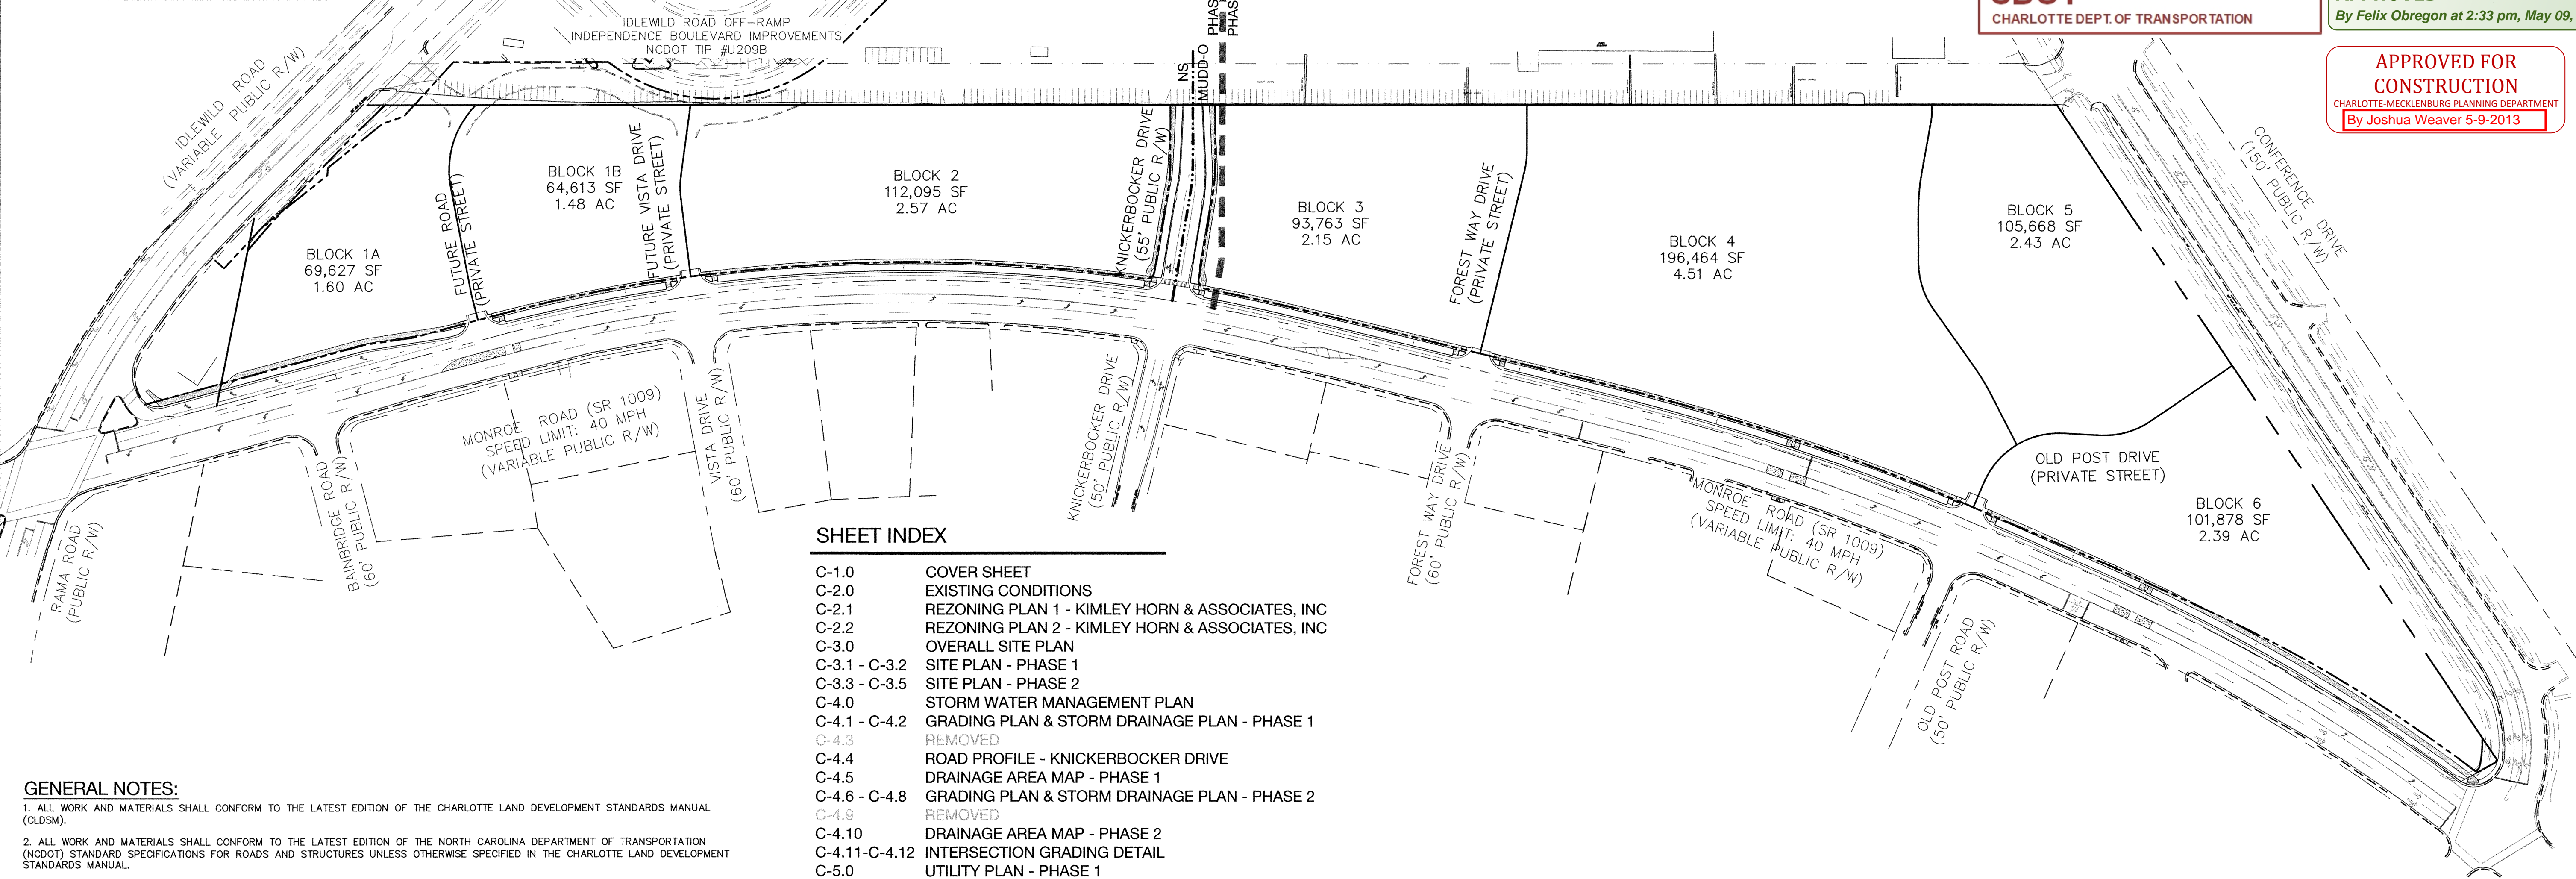 IDLEWILD ROAD OFF-RAMP
INDEPENDENCE BOULEVARD IMPROVEMENTS
NCDOT TIP #U209B
IDLEWILD ROAD
(VARIABLE PUBLIC R/W)
PHAS
PHAS
NS
MUDD-O
CHARLOTTE DEPT. OF TRANSPORTATION
By Felix Obregon at 2:33 pm, May 09,
APPROVED FOR
CONSTRUCTION
CHARLOTTE-MECKLENBURG PLANNING DEPARTMENT
By Joshua Weaver 5-9-2013
CONFERENCE DRIVE
(150' PUBLIC R/W)
BLOCK 1A
69,627 SF
1.60 AC
FUTURE ROAD
(PRIVATE STREET)
BLOCK 1B
64,613 SF
1.48 AC
FUTURE VISTA DRIVE
(PRIVATE STREET)
BLOCK 2
112,095 SF
2.57 AC
KNICKERBOCKER DRIVE
(55' PUBLIC R/W)
BLOCK 3
93,763 SF
2.15 AC
FOREST WAY DRIVE
(PRIVATE STREET)
BLOCK 4
196,464 SF
4.51 AC
BLOCK 5
105,668 SF
2.43 AC
OLD POST DRIVE
(PRIVATE STREET)
BLOCK 6
101,878 SF
2.39 AC
MONROE ROAD (SR 1009)
SPEED LIMIT: 40 MPH
(VARIABLE PUBLIC R/W)
RAMA ROAD
(PUBLIC R/W)
BAINBRIDGE ROAD
(60' PUBLIC R/W)
VISTA DRIVE
(60' PUBLIC R/W)
KNICKERBOCKER DRIVE
(50' PUBLIC R/W)
FOREST WAY DRIVE
(60' PUBLIC R/W)
MONROE ROAD (SR 1009)
SPEED LIMIT: 40 MPH
(VARIABLE PUBLIC R/W)
OLD POST ROAD
(50' PUBLIC R/W)
SHEET INDEX
C-1.0 COVER SHEET
C-2.0 EXISTING CONDITIONS
C-2.1 REZONING PLAN 1 - KIMLEY HORN & ASSOCIATES, INC
C-2.2 REZONING PLAN 2 - KIMLEY HORN & ASSOCIATES, INC
C-3.0 OVERALL SITE PLAN
C-3.1 - C-3.2 SITE PLAN - PHASE 1
C-3.3 - C-3.5 SITE PLAN - PHASE 2
C-4.0 STORM WATER MANAGEMENT PLAN
C-4.1 - C-4.2 GRADING PLAN & STORM DRAINAGE PLAN - PHASE 1
C-4.3 REMOVED
C-4.4 ROAD PROFILE - KNICKERBOCKER DRIVE
C-4.5 DRAINAGE AREA MAP - PHASE 1
C-4.6 - C-4.8 GRADING PLAN & STORM DRAINAGE PLAN - PHASE 2
C-4.9 REMOVED
C-4.10 DRAINAGE AREA MAP - PHASE 2
C-4.11-C-4.12 INTERSECTION GRADING DETAIL
C-5.0 UTILITY PLAN - PHASE 1
GENERAL NOTES:
1. ALL WORK AND MATERIALS SHALL CONFORM TO THE LATEST EDITION OF THE CHARLOTTE LAND DEVELOPMENT STANDARDS MANUAL
(CLDSM).
2. ALL WORK AND MATERIALS SHALL CONFORM TO THE LATEST EDITION OF THE NORTH CAROLINA DEPARTMENT OF TRANSPORTATION
(NCDOT) STANDARD SPECIFICATIONS FOR ROADS AND STRUCTURES UNLESS OTHERWISE SPECIFIED IN THE CHARLOTTE LAND DEVELOPMENT
STANDARDS MANUAL.